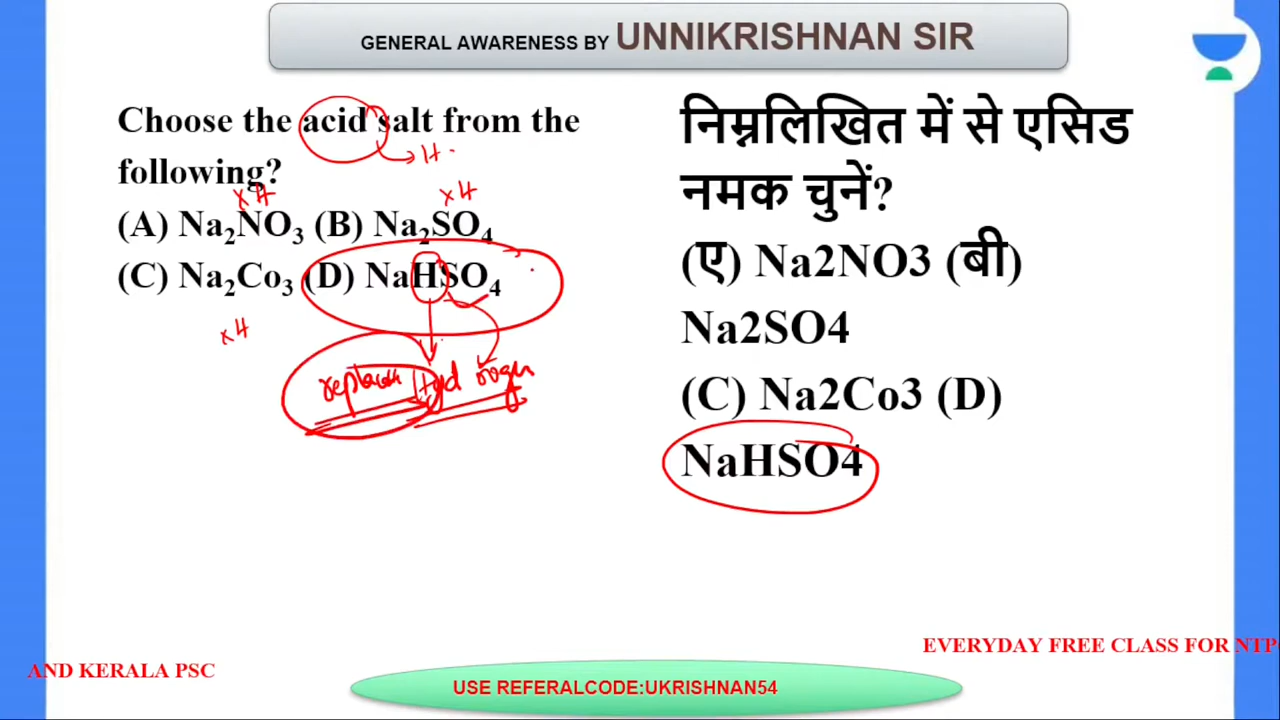 GENERAL AWARENESS BY UNNIKRISHNAN SIR
Choose the acid salt from the
following?
(A) Na₂NO₃ (B) Na₂SO₄
(C) Na₂Co₃ (D) NaHSO₄
H
x H
x H
x H
Hydrogen
निम्नलिखित में से एसिड
नमक चुनें?
(ए) Na2NO3 (बी)
Na2SO4
(C) Na2Co3 (D)
NaHSO4
EVERYDAY FREE CLASS FOR NTP
AND KERALA PSC
USE REFERALCODE:UKRISHNAN54